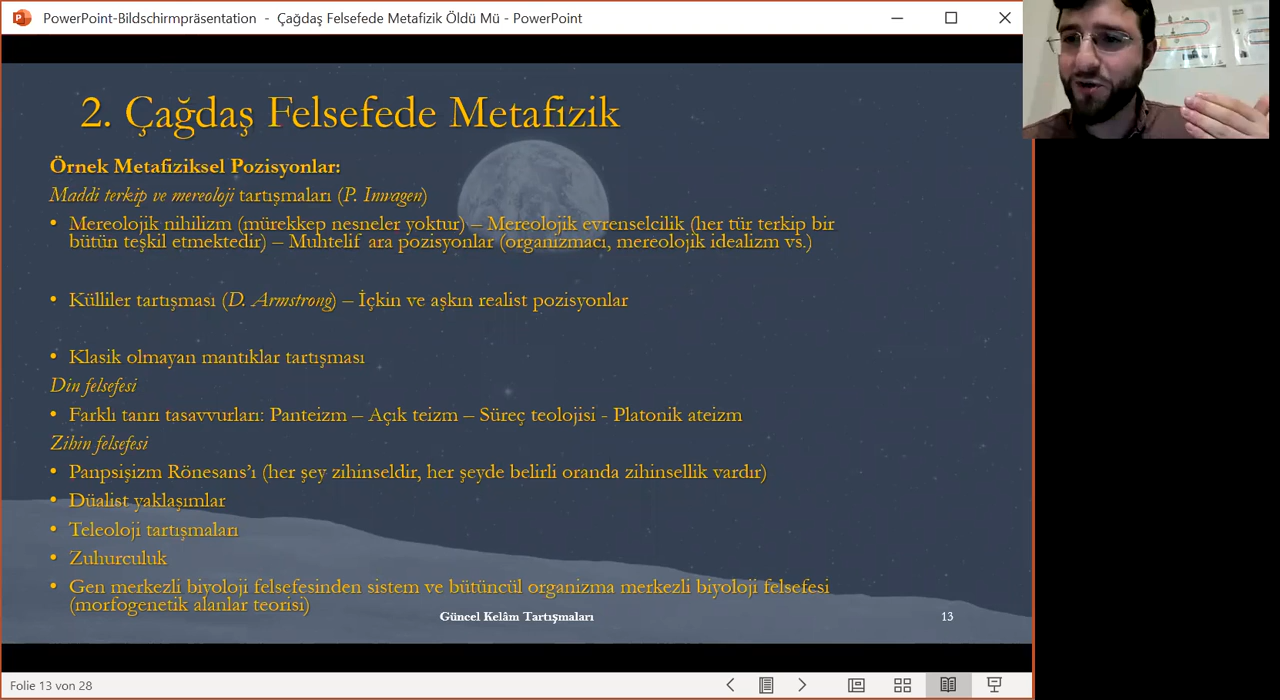 PowerPoint-Bildschirmpräsentation - Çağdaş Felsefede Metafizik Öldü Mü - PowerPoint
2. Çağdaş Felsefede Metafizik
Örnek Metafiziksel Pozisyonlar:
Maddi terkip ve mereoloji tartışmaları (P. Inwagen)
• Mereolojik nihilizm (mürekkep nesneler yoktur) – Mereolojik evrenselcilik (her tür terkip bir
bütün teşkil etmektedir) – Muhtelif ara pozisyonlar (organizmacı, mereolojik idealizm vs.)
• Külliler tartışması (D. Armstrong) – İçkin ve aşkın realist pozisyonlar
• Klasik olmayan mantıklar tartışması
Din felsefesi
• Farklı tanrı tasavvurları: Panteizm – Açık teizm – Süreç teolojisi - Platonik ateizm
Zihin felsefesi
• Panpsişizm Rönesans’ı (her şey zihinseldir, her şeyde belirli oranda zihinsellik vardır)
• Düalist yaklaşımlar
• Teleoloji tartışmaları
• Zuhurculuk
• Gen merkezli biyoloji felsefesinden sistem ve bütüncül organizma merkezli biyoloji felsefesi
(morfogenetik alanlar teorisi)
Güncel Kelâm Tartışmaları
13
Folie 13 von 28